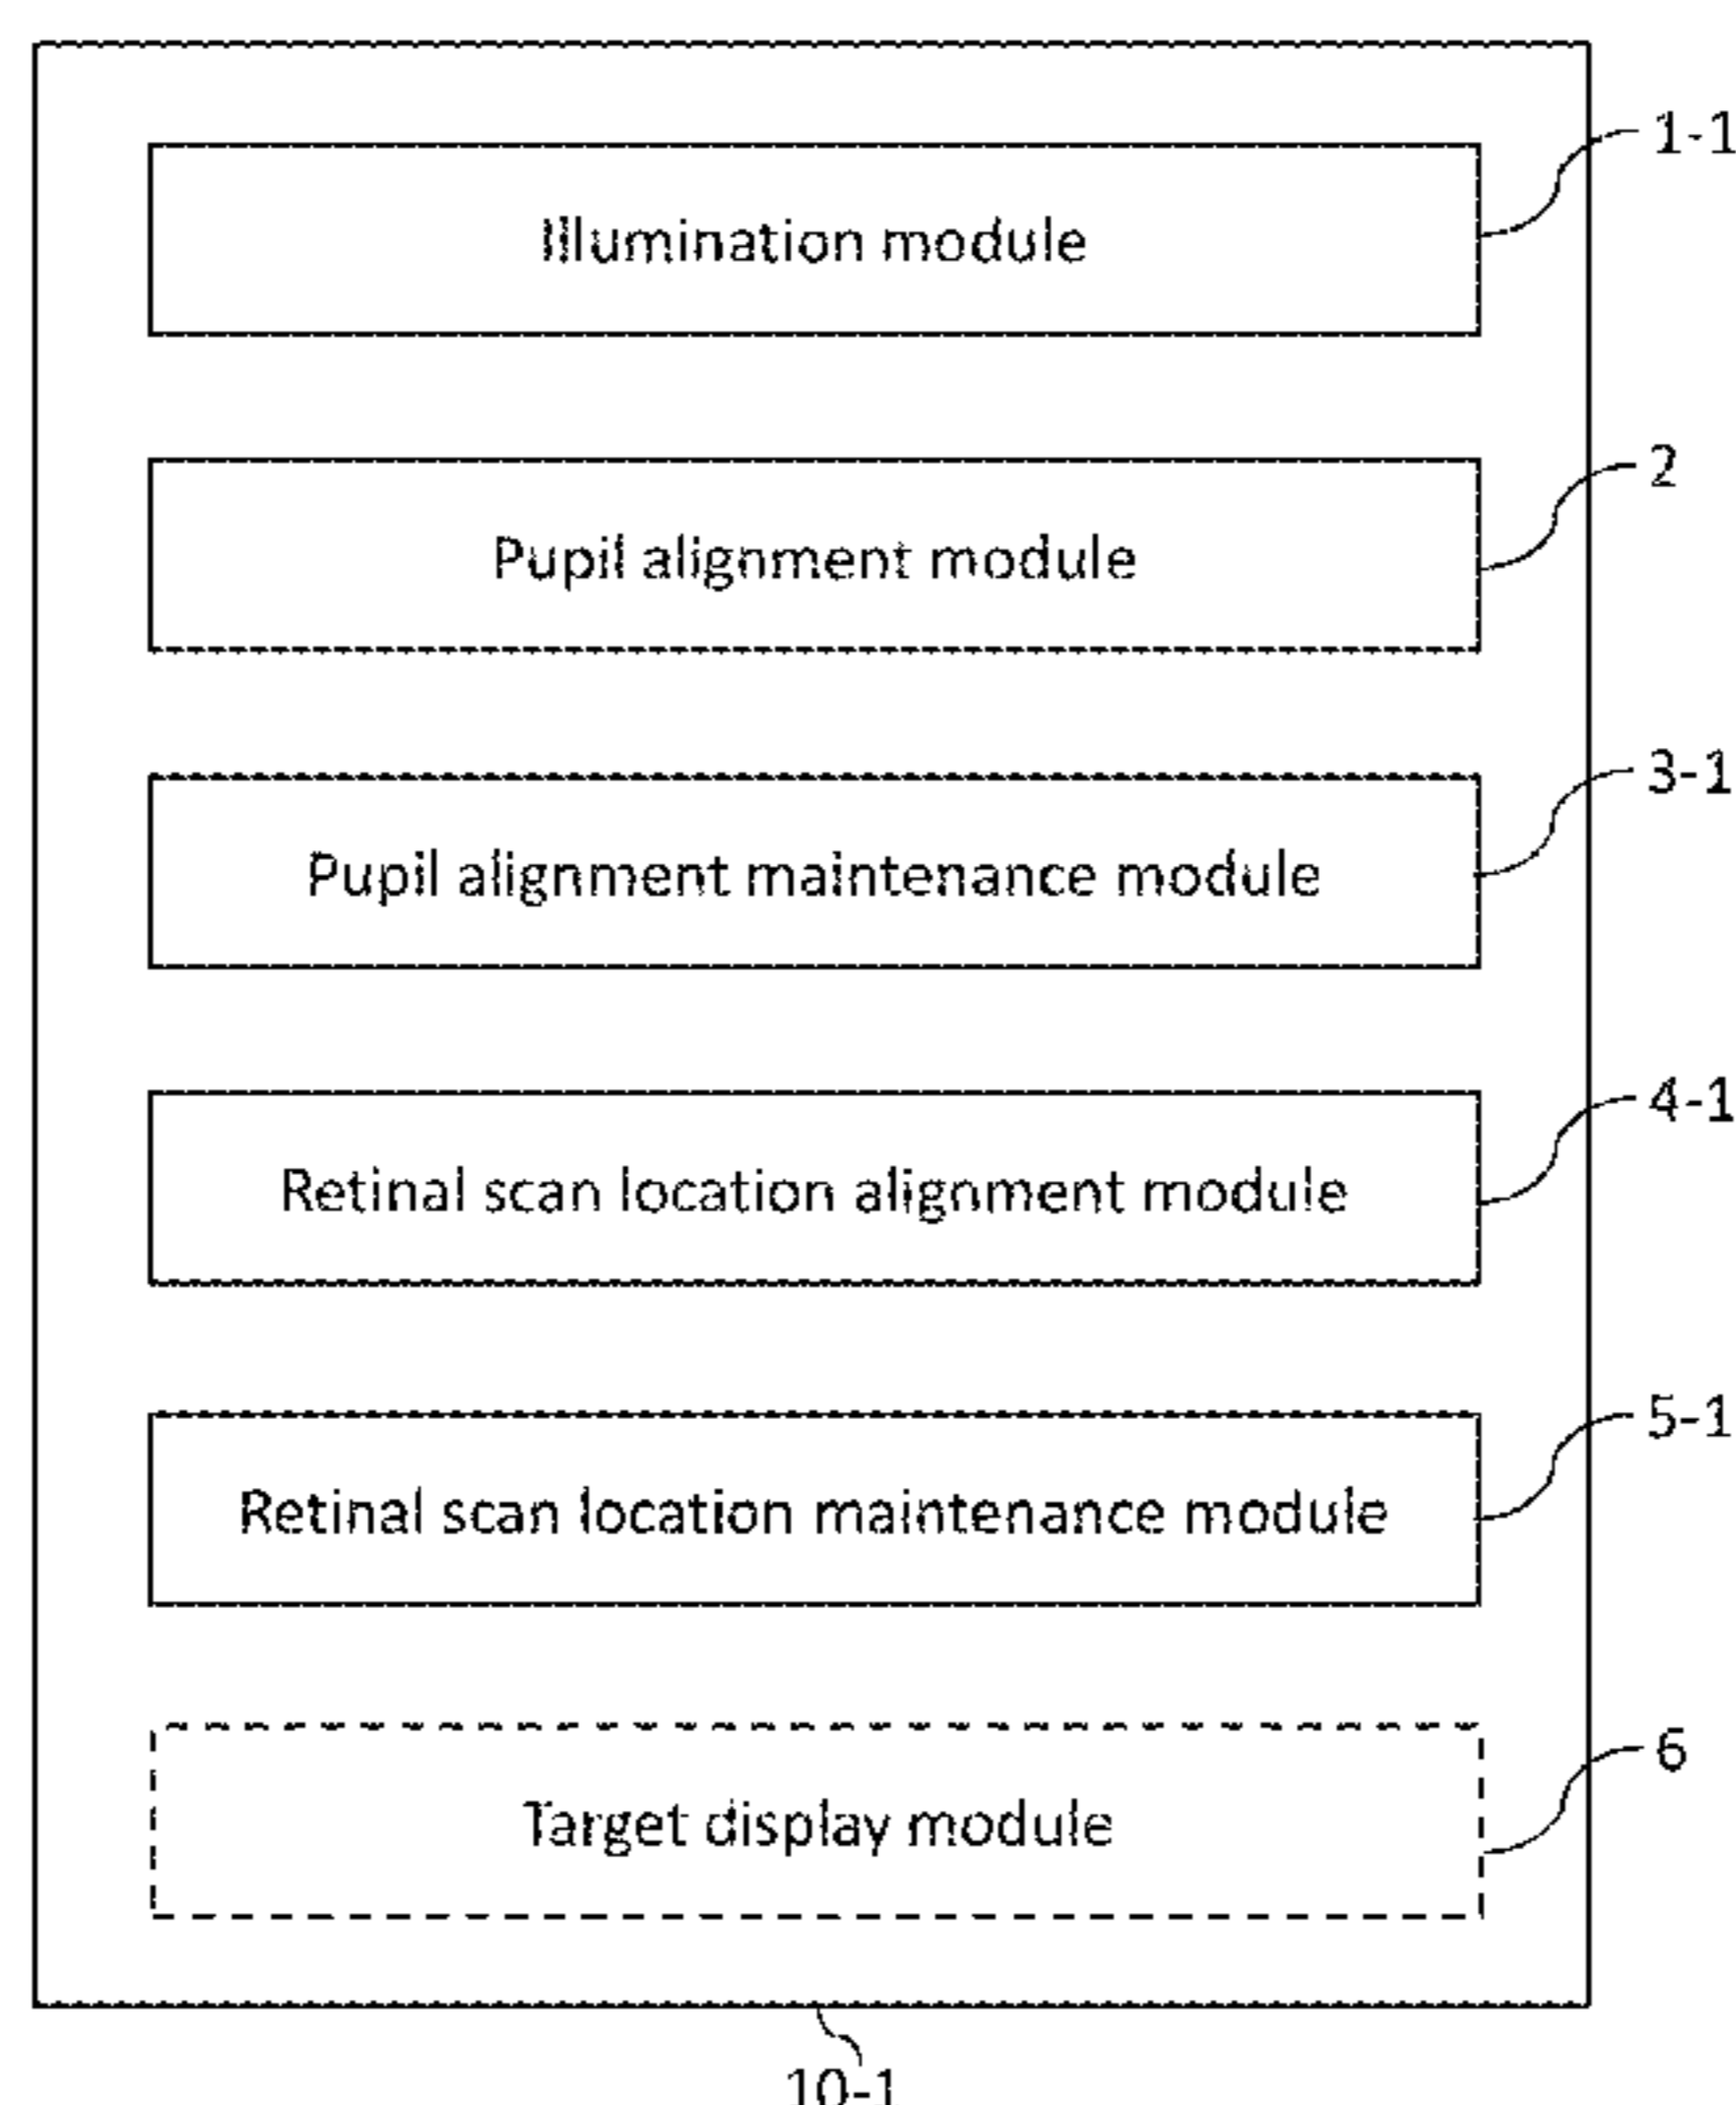 1-1
Illumination module
2
Pupil alignment module
3-1
Pupil alignment maintenance module
4-1
Retinal scan location alignment module
5-1
Retinal scan location maintenance module
6
Target display module
10-1